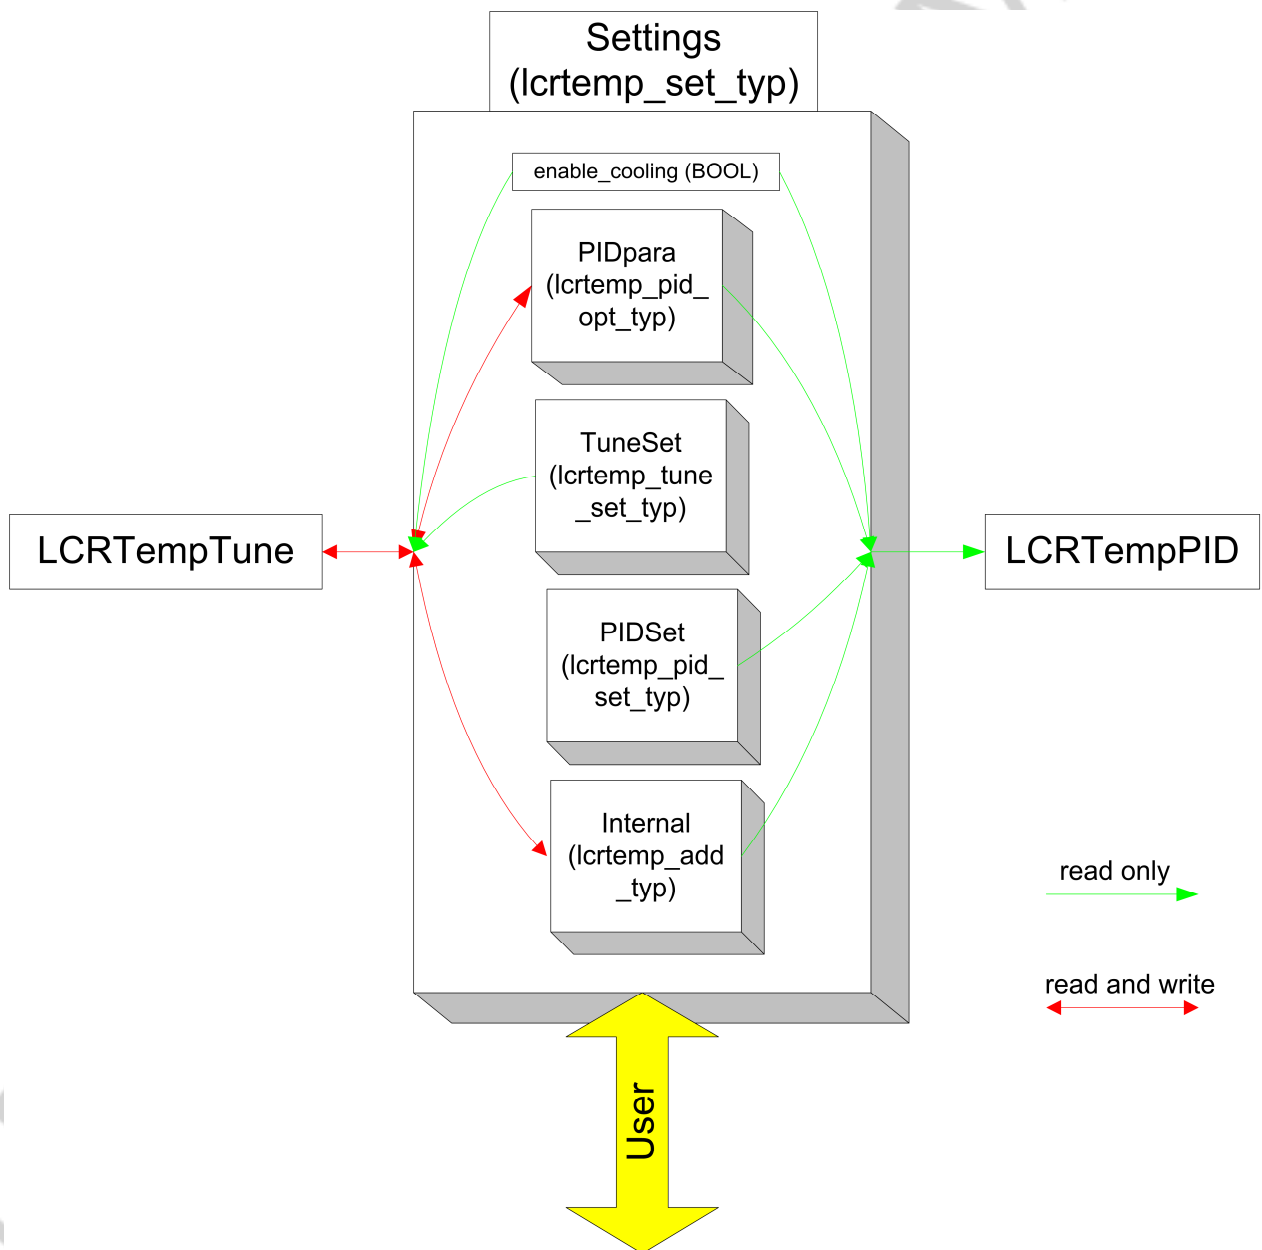 Settings
(lcrtemp_set_typ)
enable_cooling (BOOL)
PIDpara
(lcrtemp_pid_
opt_typ)
TuneSet
(lcrtemp_tune
_set_typ)
LCRTempTune
LCRTempPID
PIDSet
(lcrtemp_pid_
set_typ)
Internal
(lcrtemp_add
_typ)
read only
read and write
User